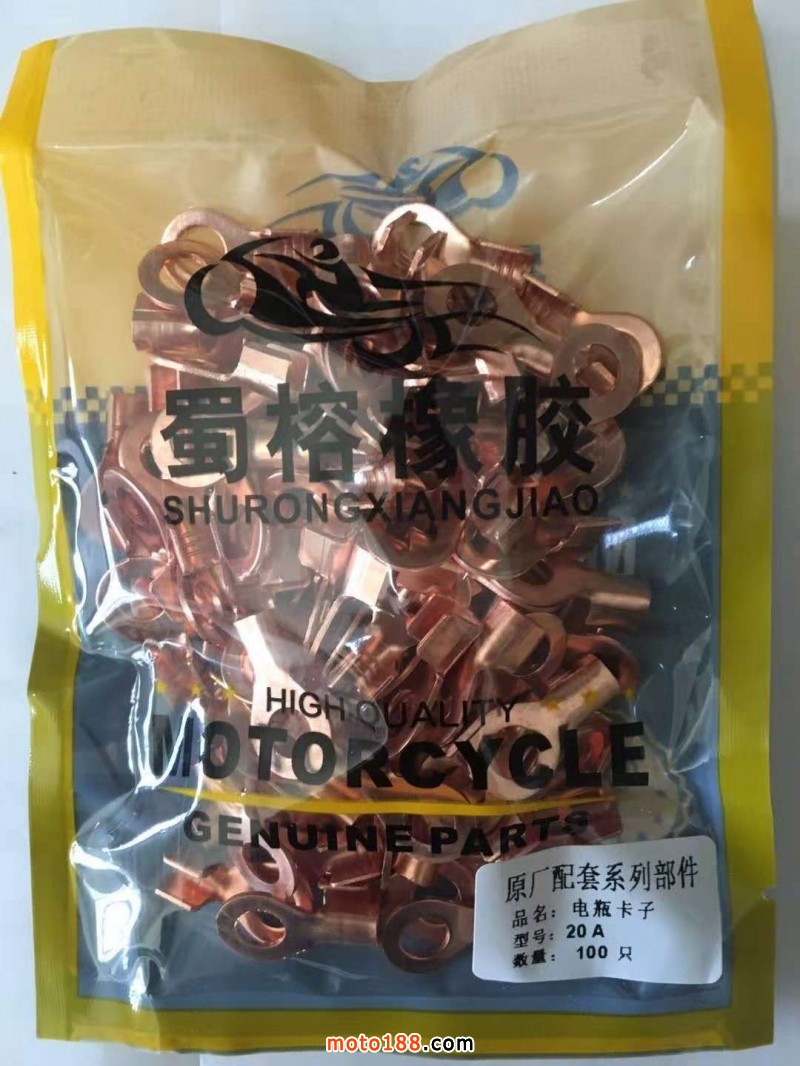 蜀榕橡胶
SHURONGXIANGJIAO
HIGH QUALITY
MOTORCYCLE
GENUINE PARTS
原厂配套系列部件
品名: 电瓶卡子
型号: 20A
数量: 100 只
moto188.com